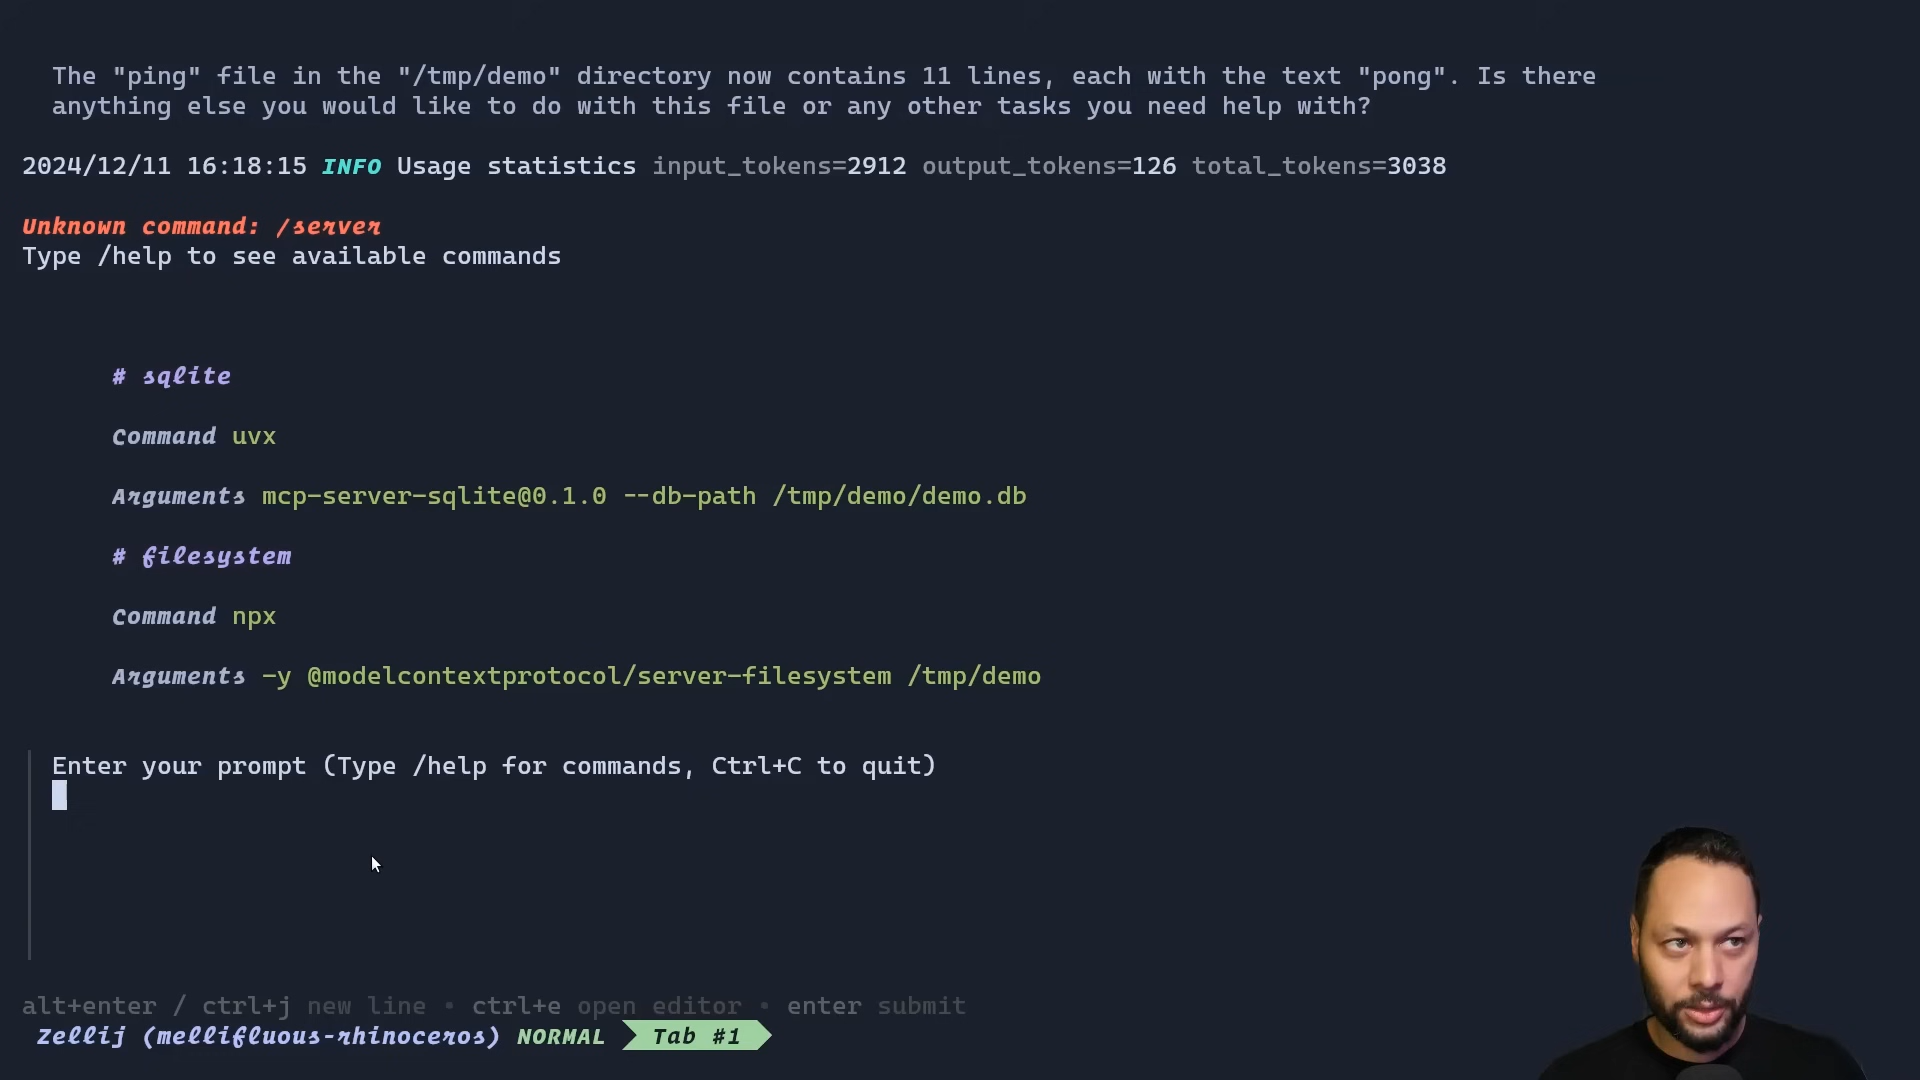 The "ping" file in the "/tmp/demo" directory now contains 11 lines, each with the text "pong". Is there
anything else you would like to do with this file or any other tasks you need help with?
2024/12/11 16:18:15 INFO Usage statistics input_tokens=2912 output_tokens=126 total_tokens=3038
Unknown command: /server
Type /help to see available commands
# sqlite
Command uvx
Arguments mcp-server-sqlite@0.1.0 --db-path /tmp/demo/demo.db
# filesystem
Command npx
Arguments -y @modelcontextprotocol/server-filesystem /tmp/demo
Enter your prompt (Type /help for commands, Ctrl+C to quit)
alt+enter / ctrl+j new line • ctrl+e open editor • enter submit
Zellij (mellifluous-rhinoceros) NORMAL Tab #1